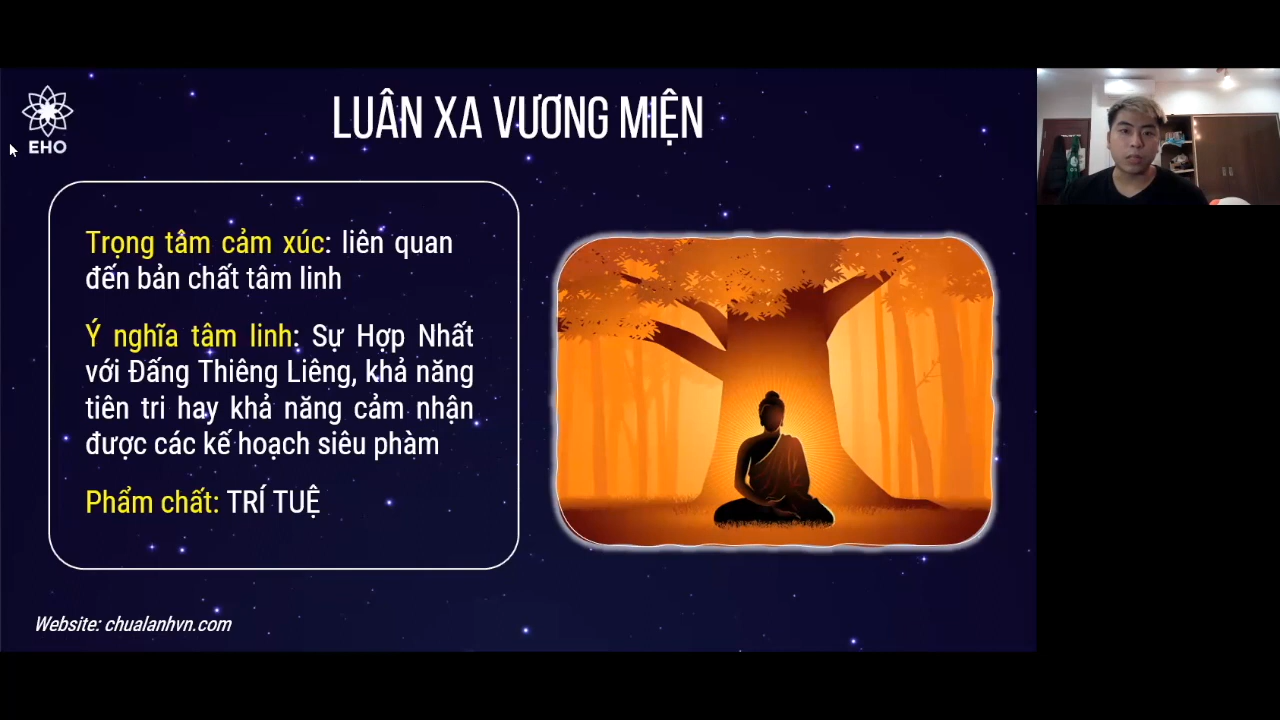 LUÂN XA VƯƠNG MIỆN
EHO
Trọng tâm cảm xúc: liên quan
đến bản chất tâm linh
Ý nghĩa tâm linh: Sự Hợp Nhất
với Đấng Thiêng Liêng, khả năng
tiên tri hay khả năng cảm nhận
được các kế hoạch siêu phàm
Phẩm chất: TRÍ TUỆ
Website: chualanhvn.com